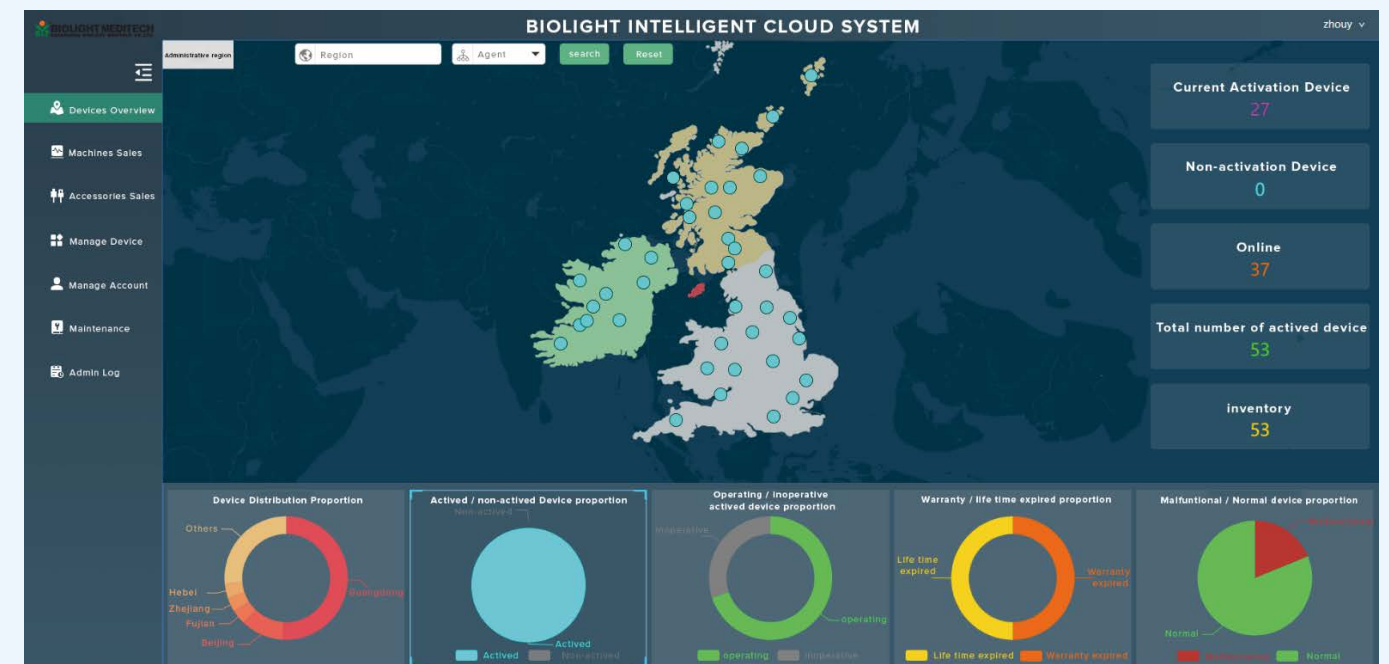 BIOLIGHT MEDITECH
BIOLIGHT INTELLIGENT CLOUD SYSTEM
zhouy
Administrative region
Region
Agent
search
Reset
Devices Overview
Machines Sales
Accessories Sales
Manage Device
Manage Account
Maintenance
Admin Log
Current Activation Device
27
Non-activation Device
0
Online
37
Total number of actived device
53
inventory
53
Device Distribution Proportion
Others
Hebei
Zhejiang
Fujian
Beijing
Guangdong
Actived / non-actived Device proportion
Non-actived
Actived
Actived
Non-actived
Operating / inoperative
actived device proportion
inoperative
operating
operating
inoperative
Warranty / life time expired proportion
Life time
expired
Warranty
expired
Life time expired
Warranty expired
Malfuntional / Normal device proportion
Normal
Normal